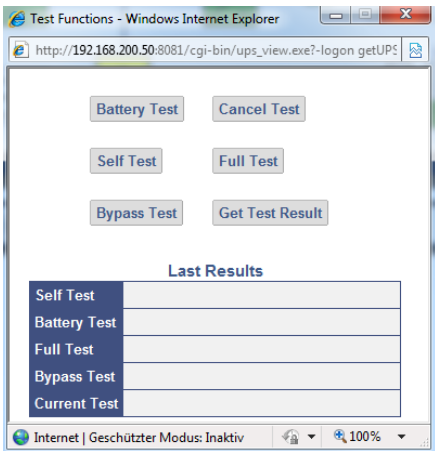 Test Functions - Windows Internet Explorer
http://192.168.200.50:8081/cgi-bin/ups_view.exe?-logon getUPS
Battery Test Cancel Test
Self Test Full Test
Bypass Test Get Test Result
Last Results
Self Test
Battery Test
Full Test
Bypass Test
Current Test
Internet | Geschützter Modus: Inaktiv 100%